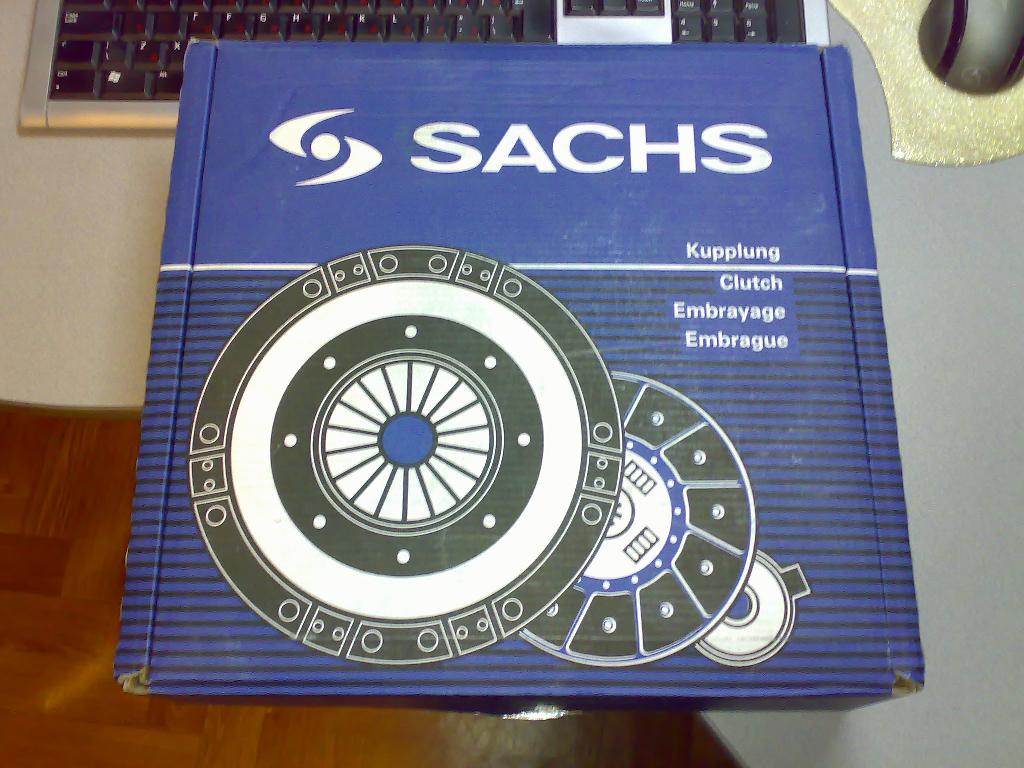 SACHS
Kupplung
Clutch
Embrayage
Embrague